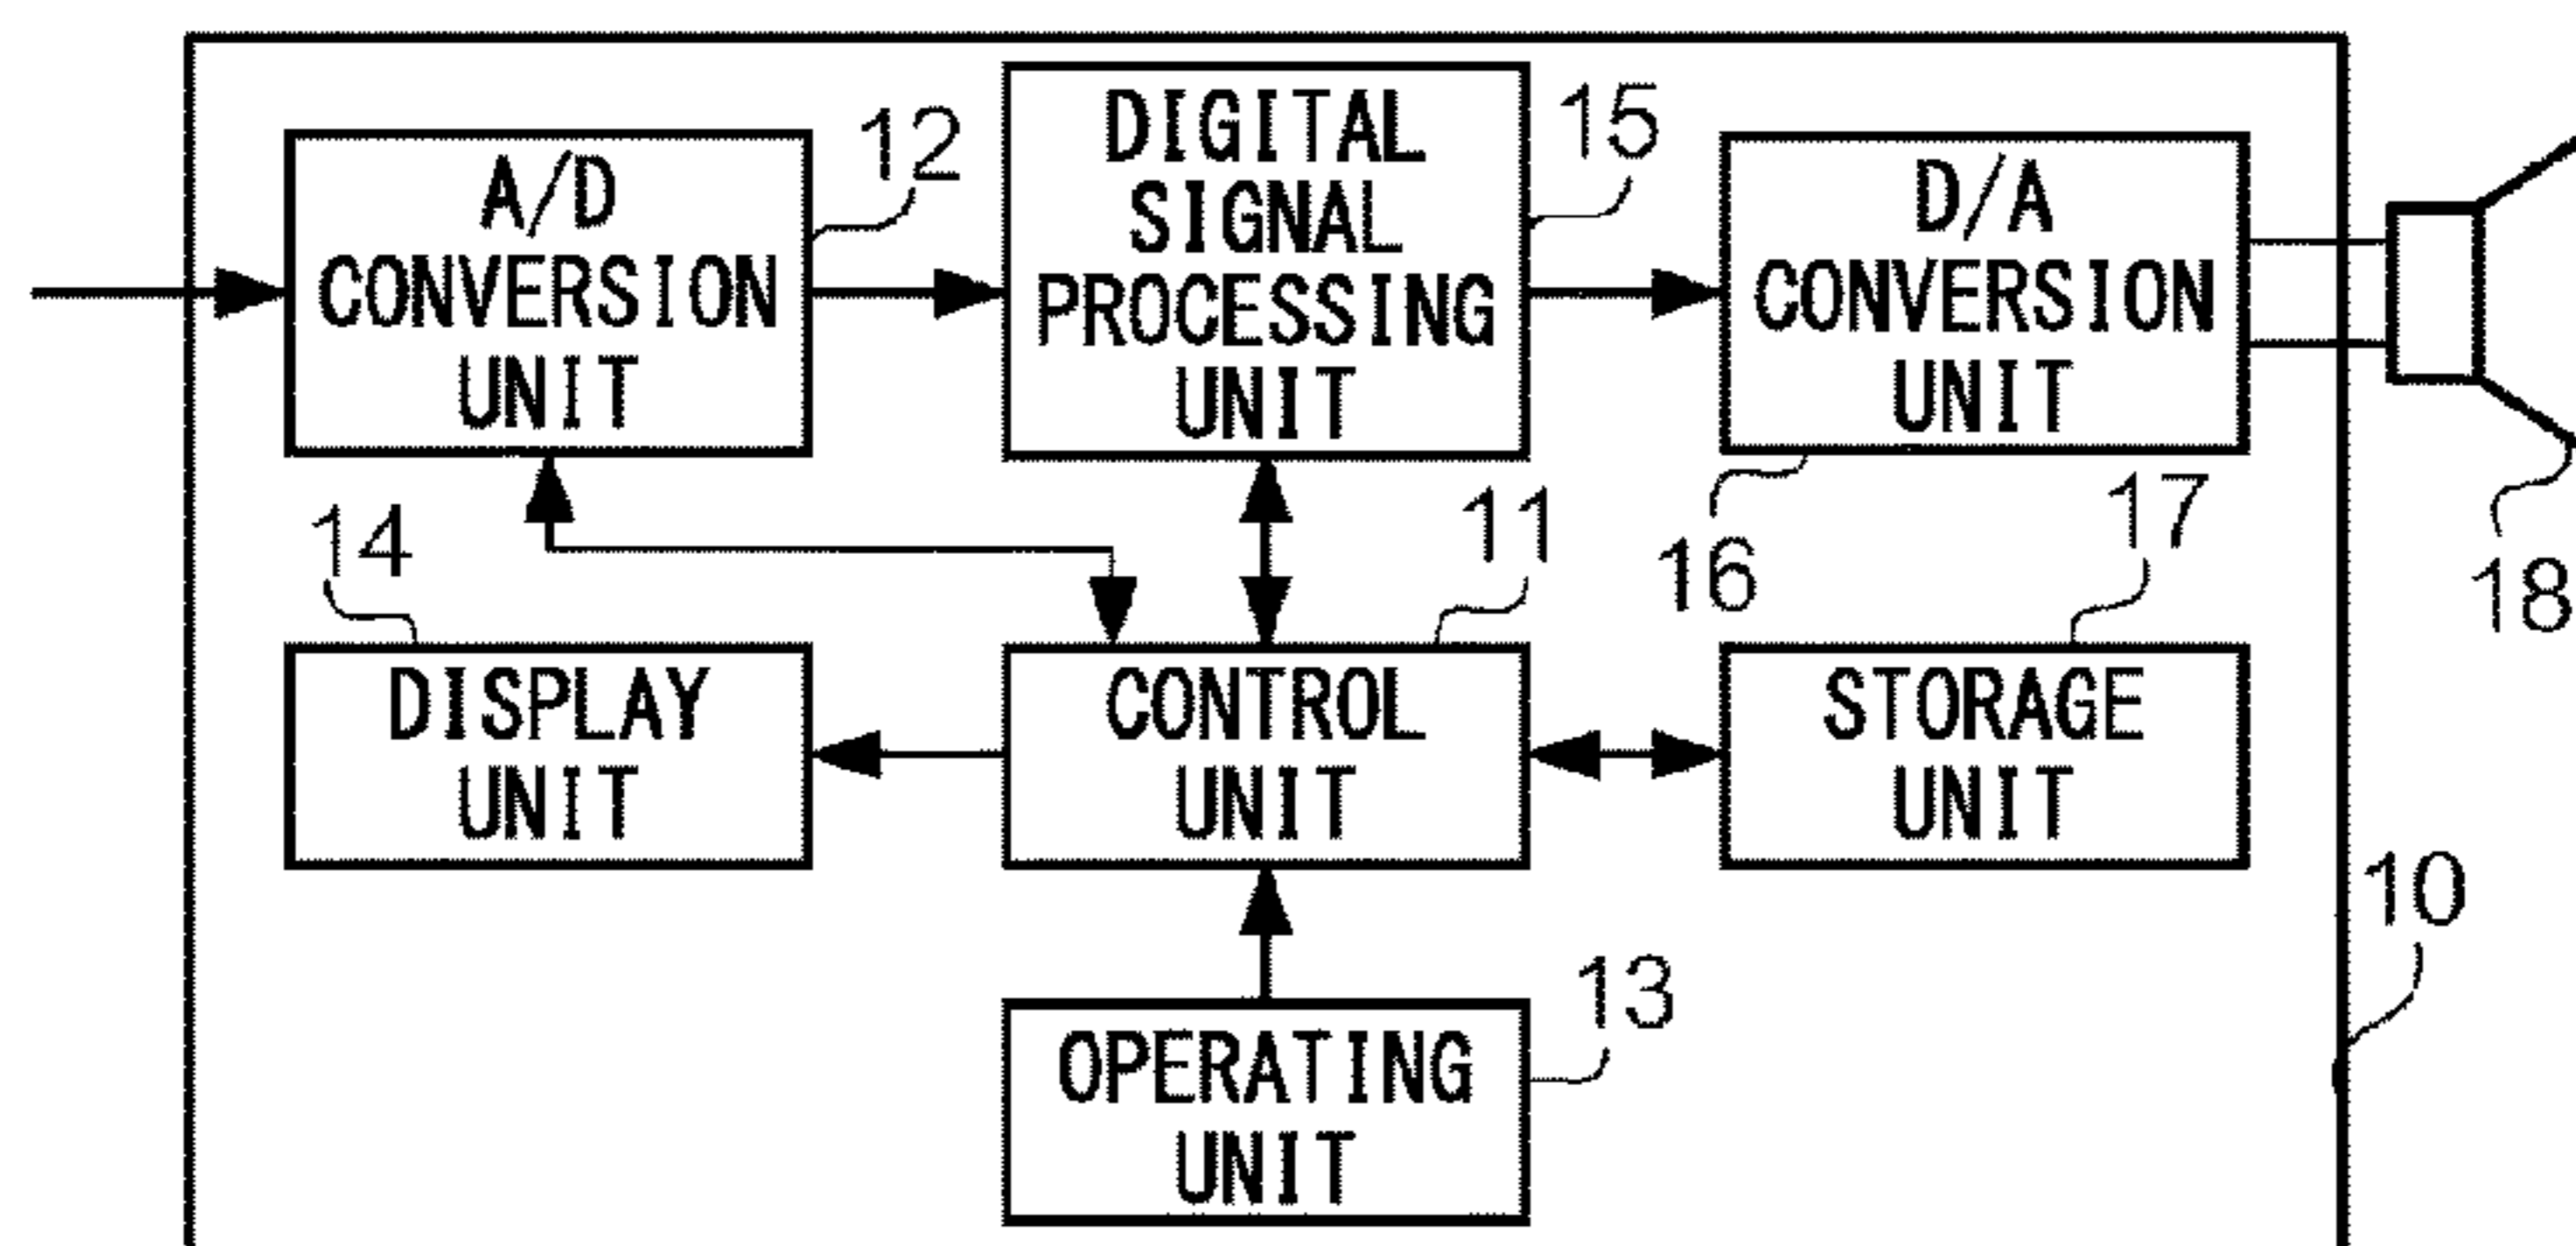 A/D
CONVERSION
UNIT
12
DIGITAL
SIGNAL
PROCESSING
UNIT
15
D/A
CONVERSION
UNIT
16
18
14
DISPLAY
UNIT
11
CONTROL
UNIT
17
STORAGE
UNIT
10
OPERATING
UNIT
13